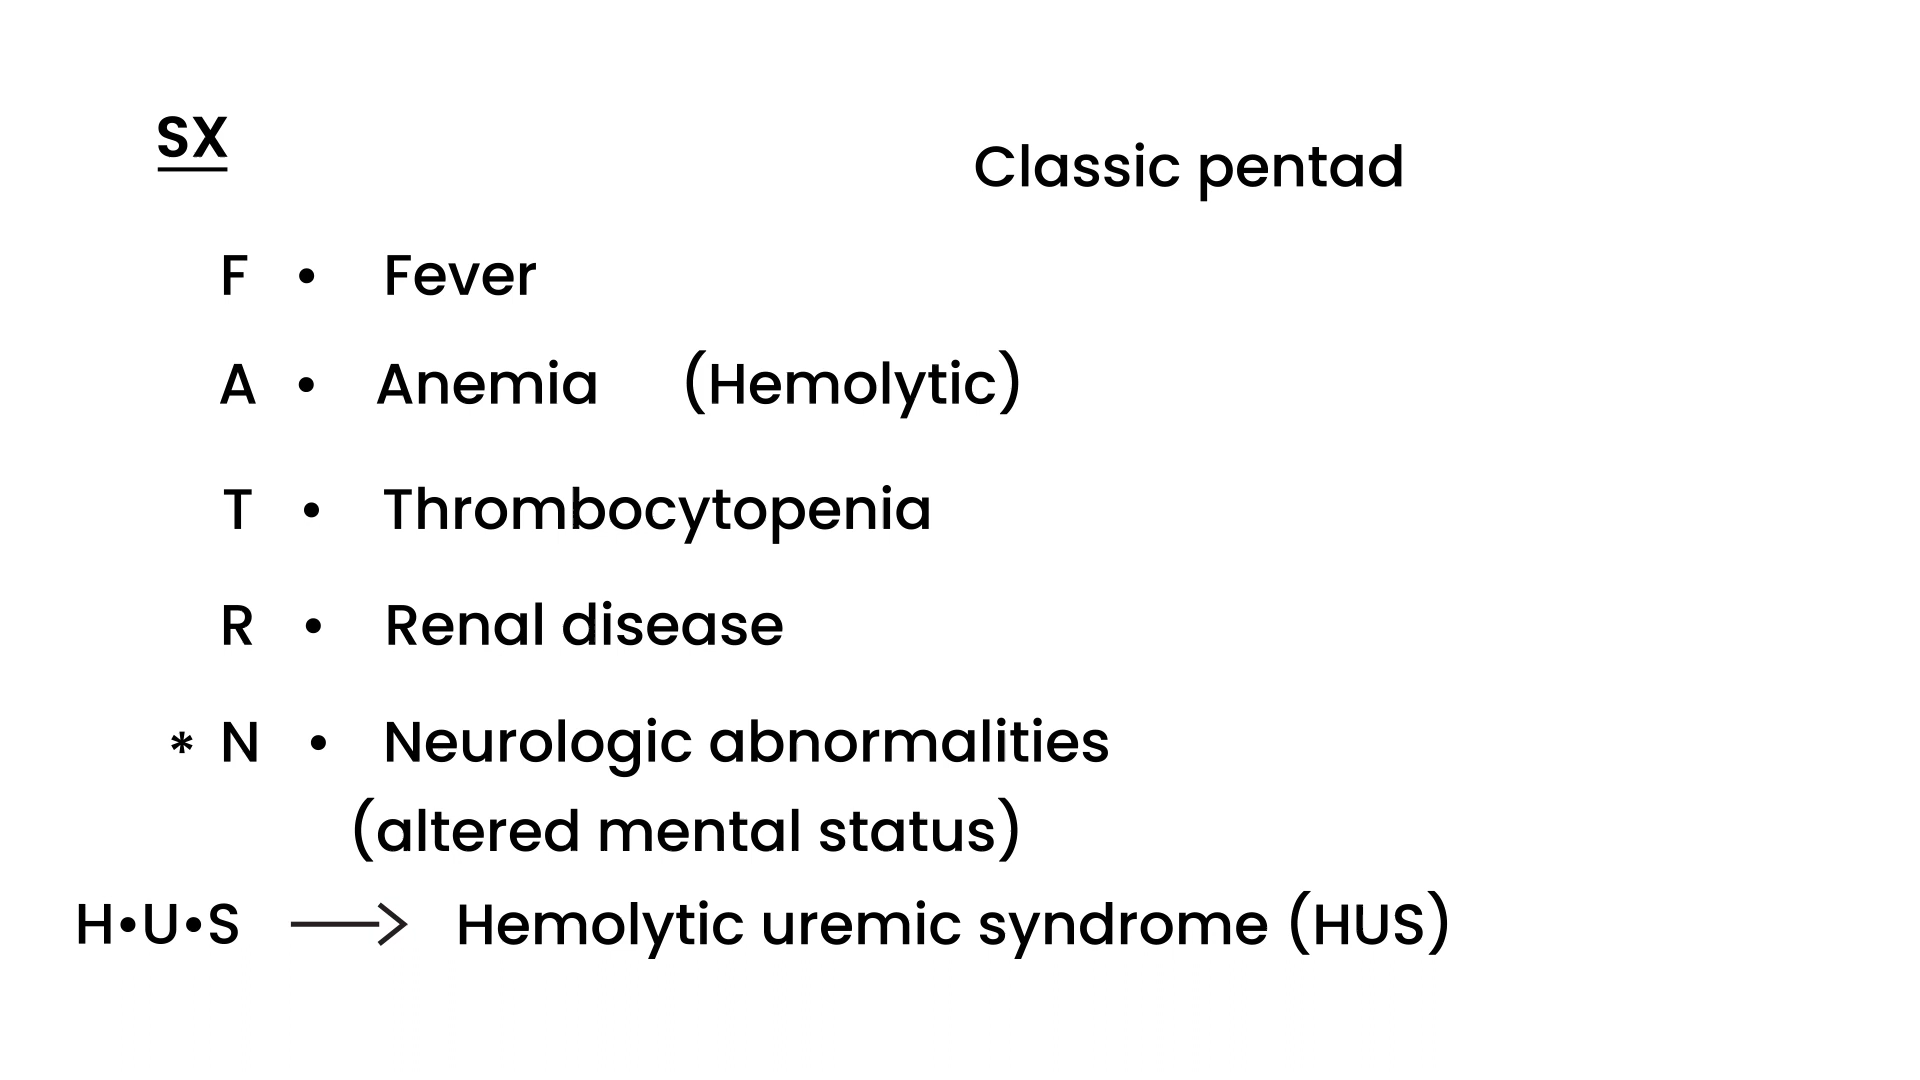 SX
Classic pentad
F • Fever
A • Anemia (Hemolytic)
T • Thrombocytopenia
R • Renal disease
* N • Neurologic abnormalities
(altered mental status)
H•U•S → Hemolytic uremic syndrome (HUS)